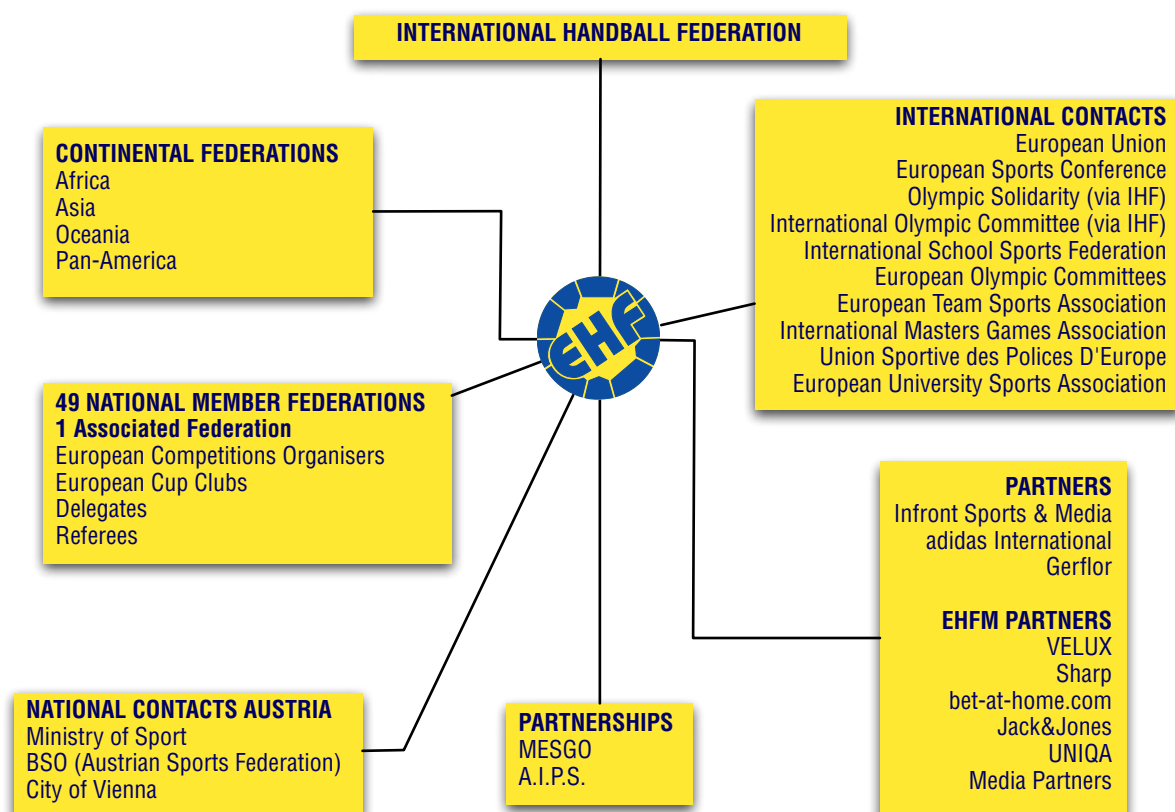 INTERNATIONAL HANDBALL FEDERATION
CONTINENTAL FEDERATIONS
Africa
Asia
Oceania
Pan-America
INTERNATIONAL CONTACTS
European Union
European Sports Conference
Olympic Solidarity (via IHF)
International Olympic Committee (via IHF)
International School Sports Federation
European Olympic Committees
European Team Sports Association
International Masters Games Association
Union Sportive des Polices D'Europe
European University Sports Association
EHF
49 NATIONAL MEMBER FEDERATIONS
1 Associated Federation
European Competitions Organisers
European Cup Clubs
Delegates
Referees
PARTNERS
Infront Sports & Media
adidas International
Gerflor
EHFM PARTNERS
VELUX
Sharp
bet-at-home.com
Jack&Jones
UNIQA
Media Partners
NATIONAL CONTACTS AUSTRIA
Ministry of Sport
BSO (Austrian Sports Federation)
City of Vienna
PARTNERSHIPS
MESGO
A.I.P.S.